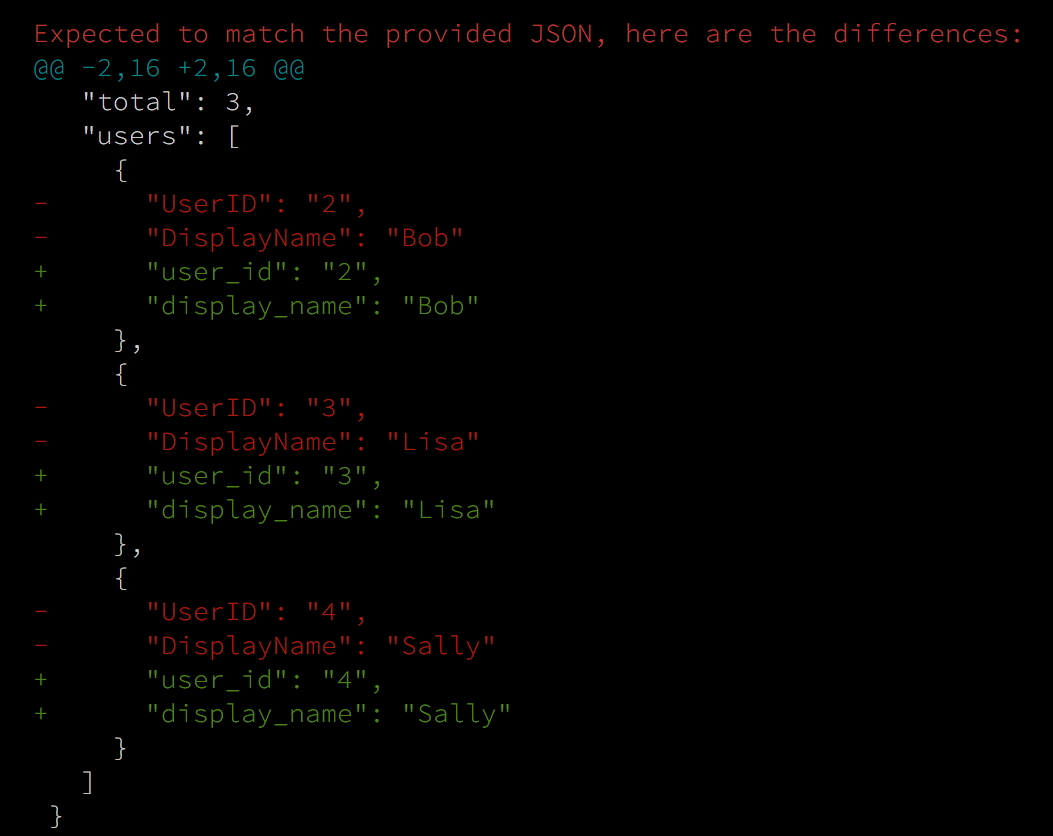 Expected to match the provided JSON, here are the differences:
@@ -2,16 +2,16 @@
   "total": 3,
   "users": [
     {
-      "UserID": "2",
-      "DisplayName": "Bob"
+      "user_id": "2",
+      "display_name": "Bob"
     },
     {
-      "UserID": "3",
-      "DisplayName": "Lisa"
+      "user_id": "3",
+      "display_name": "Lisa"
     },
     {
-      "UserID": "4",
-      "DisplayName": "Sally"
+      "user_id": "4",
+      "display_name": "Sally"
     }
   ]
 }